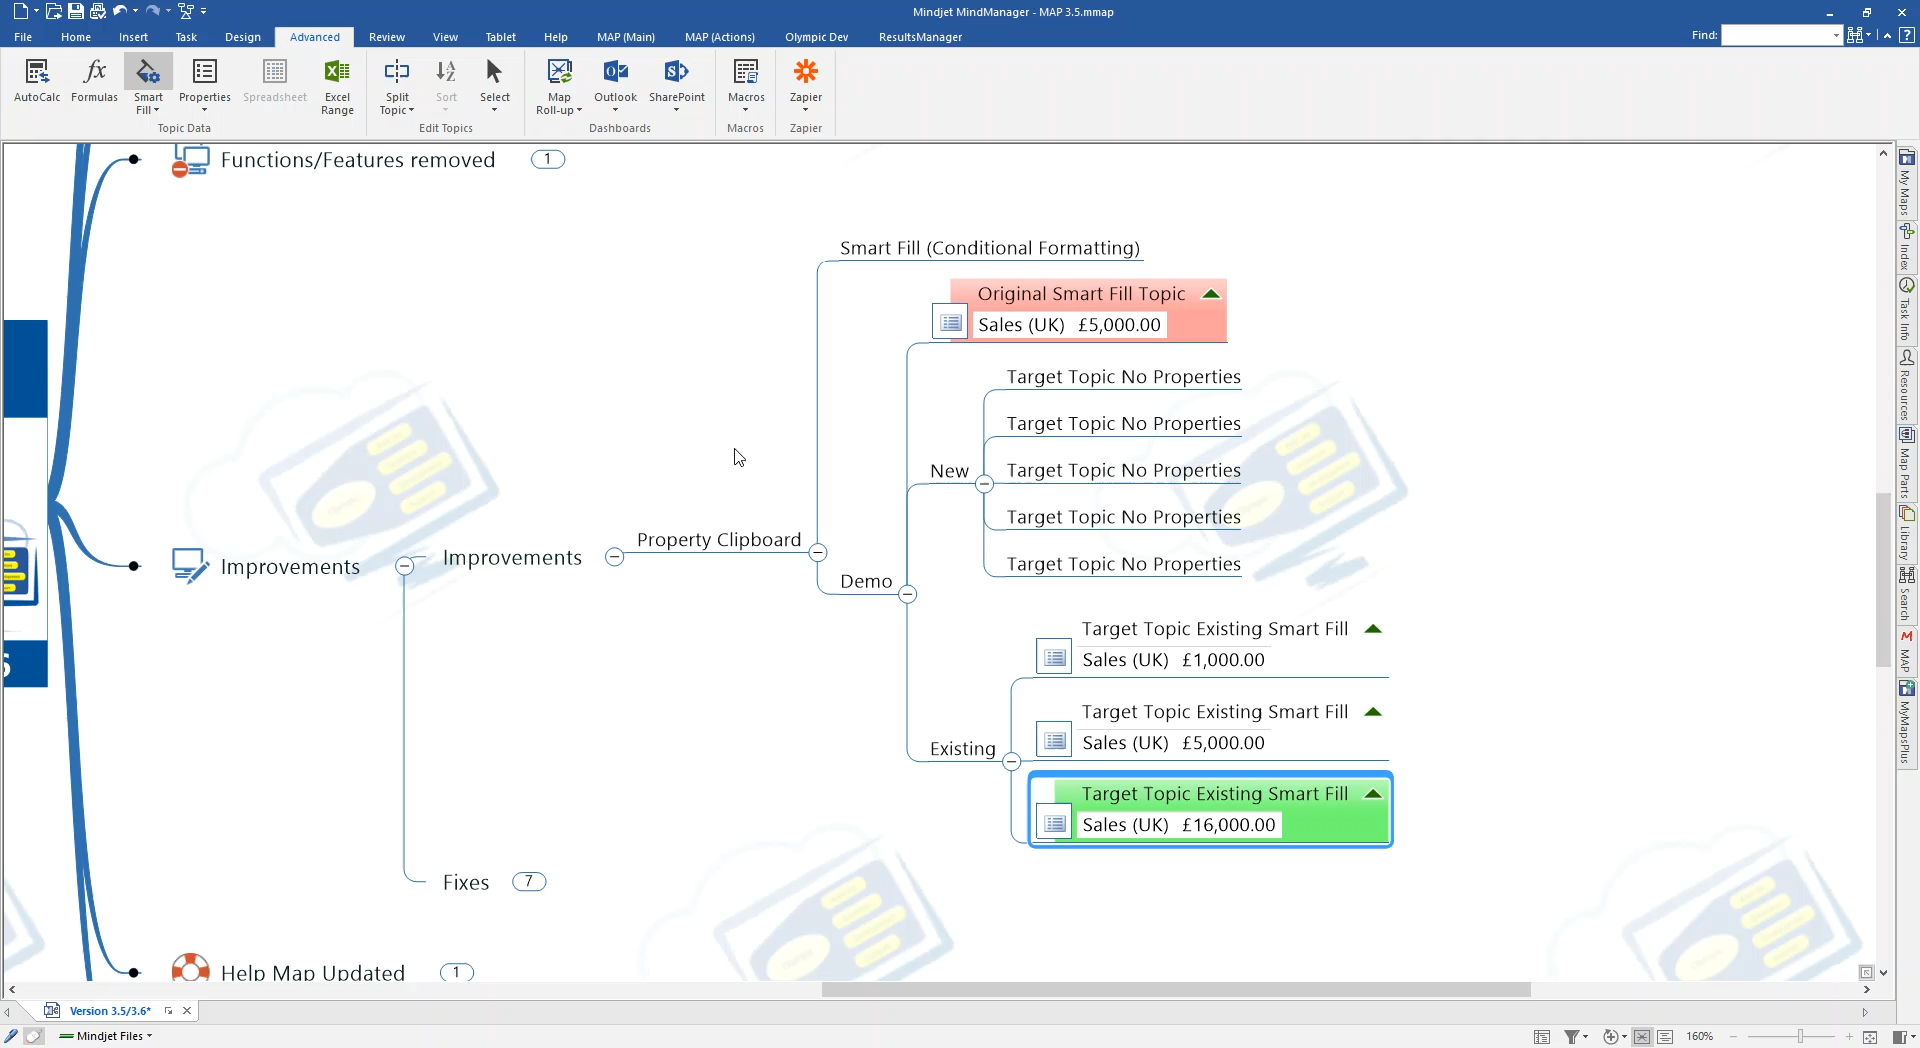 Mindjet MindManager - MAP 3.5.mmap
File Home Insert Task Design Advanced Review View Tablet Help MAP (Main) MAP (Actions) Olympic Dev ResultsManager Find:
AutoCalc Formulas Smart Fill Properties Spreadsheet Excel Range Split Topic Sort Select Map Roll-up Outlook SharePoint Macros Zapier
Topic Data Edit Topics Dashboards Macros Zapier
Functions/Features removed 1
Smart Fill (Conditional Formatting)
Original Smart Fill Topic
Sales (UK) £5,000.00
Target Topic No Properties
Target Topic No Properties
New Target Topic No Properties
Target Topic No Properties
Target Topic No Properties
Property Clipboard
Improvements Improvements
Demo
Target Topic Existing Smart Fill
Sales (UK) £1,000.00
Target Topic Existing Smart Fill
Sales (UK) £5,000.00
Existing
Target Topic Existing Smart Fill
Sales (UK) £16,000.00
Fixes 7
Help Map Updated 1
My Maps
Index
Task Info
Resources
Map Parts
Library
Search
MAP
MyMapsPlus
Version 3.5/3.6*
Mindjet Files 160%